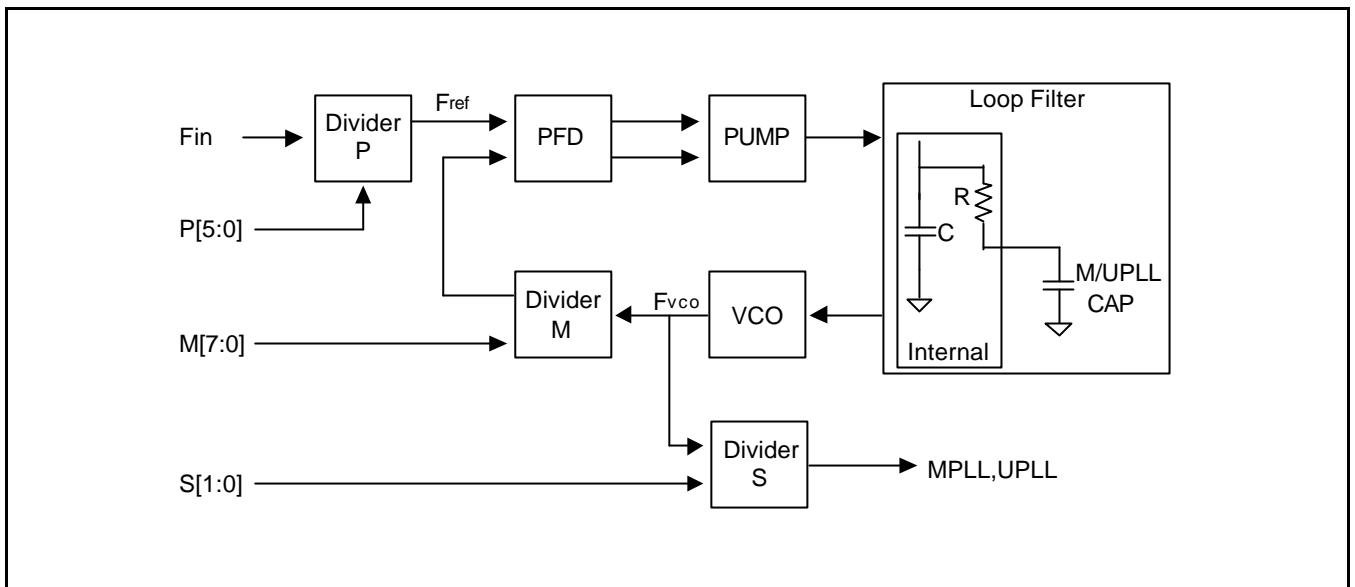 Loop Filter
Fin
Divider
P
Fref
PFD
PUMP
R
C
P[5:0]
M/UPLL
CAP
Divider
M
Fvco
VCO
Internal
M[7:0]
Divider
S
MPLL,UPLL
S[1:0]